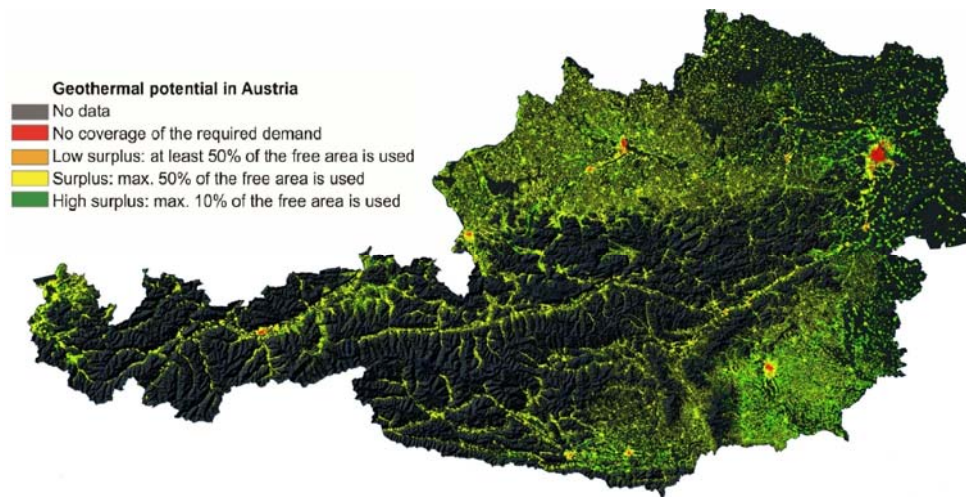 Geothermal potential in Austria
No data
No coverage of the required demand
Low surplus: at least 50% of the free area is used
Surplus: max. 50% of the free area is used
High surplus: max. 10% of the free area is used